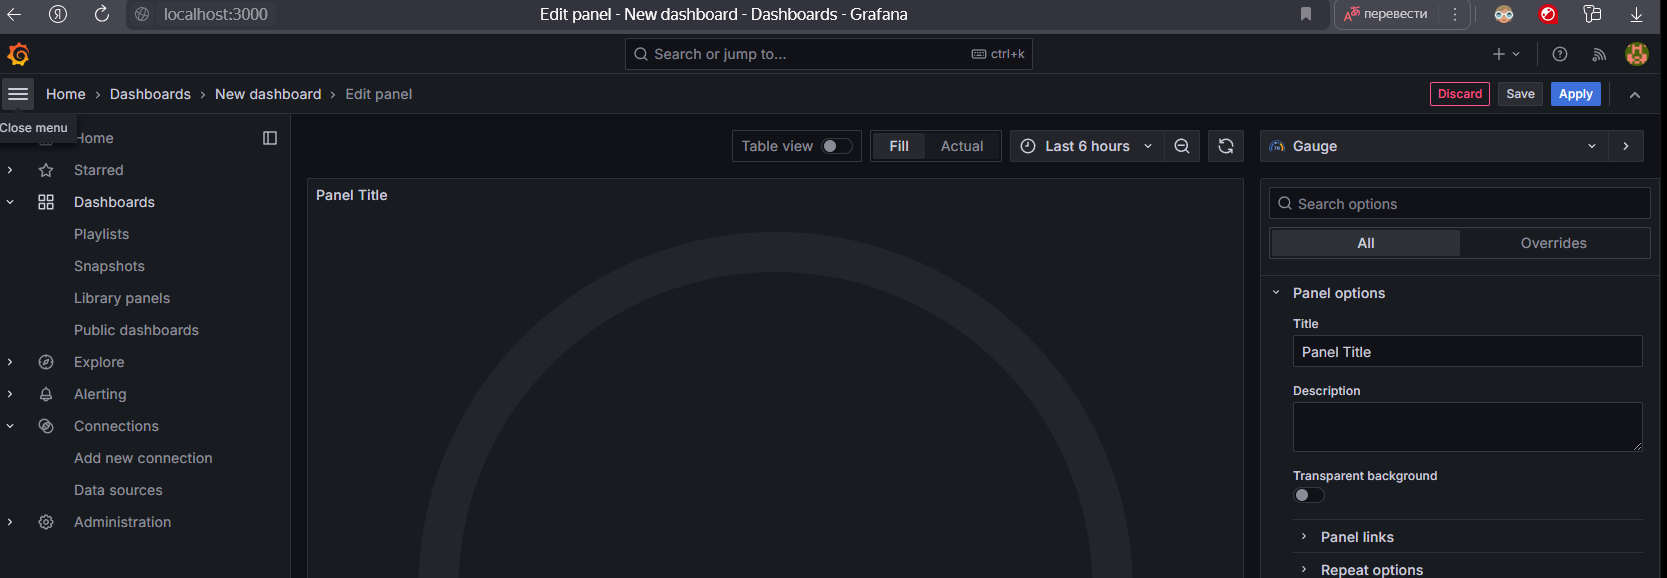 Я
localhost:3000
Edit panel - New dashboard - Dashboards - Grafana
перевести
Search or jump to...
ctrl+k
Home › Dashboards › New dashboard › Edit panel
Discard
Save
Apply
Close menu
Home
Starred
Dashboards
Playlists
Snapshots
Library panels
Public dashboards
Explore
Alerting
Connections
Add new connection
Data sources
Administration
Table view
Fill
Actual
Last 6 hours
Panel Title
Gauge
Search options
All
Overrides
Panel options
Title
Panel Title
Description
Transparent background
Panel links
Repeat options